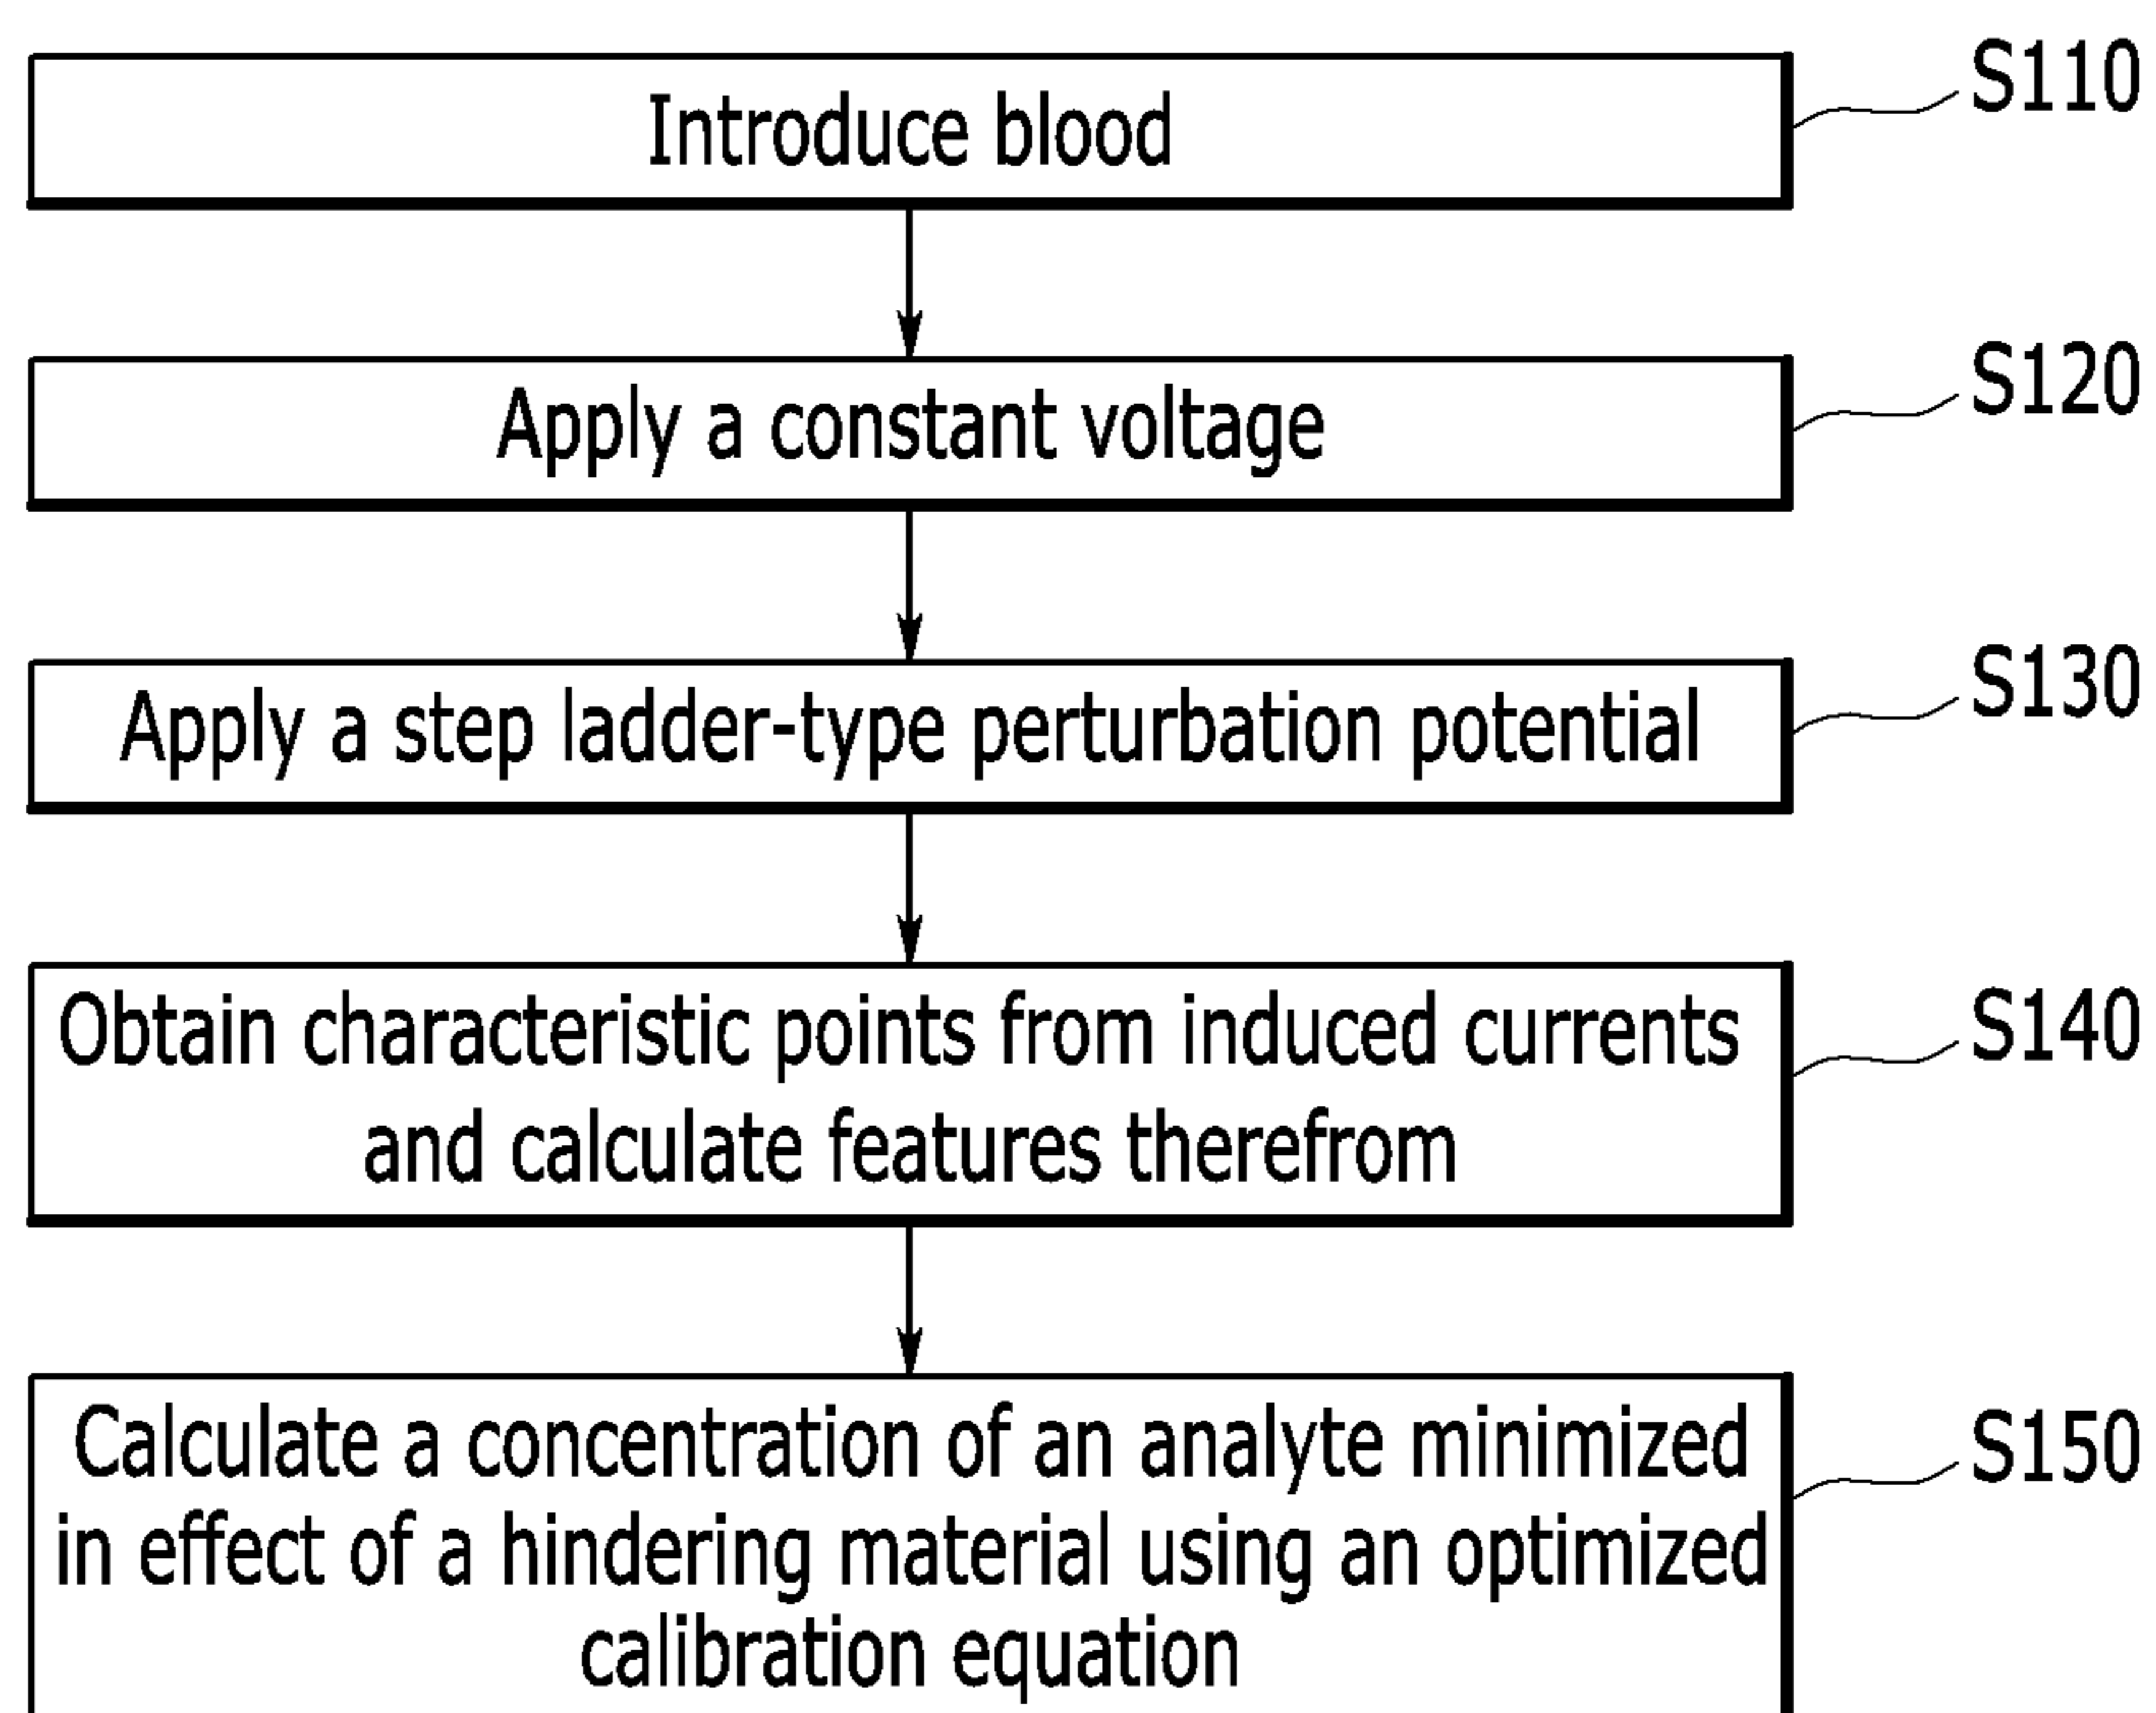 Introduce blood
S110
Apply a constant voltage
S120
Apply a step ladder-type perturbation potential
S130
Obtain characteristic points from induced currents
and calculate features therefrom
S140
Calculate a concentration of an analyte minimized
in effect of a hindering material using an optimized
calibration equation
S150